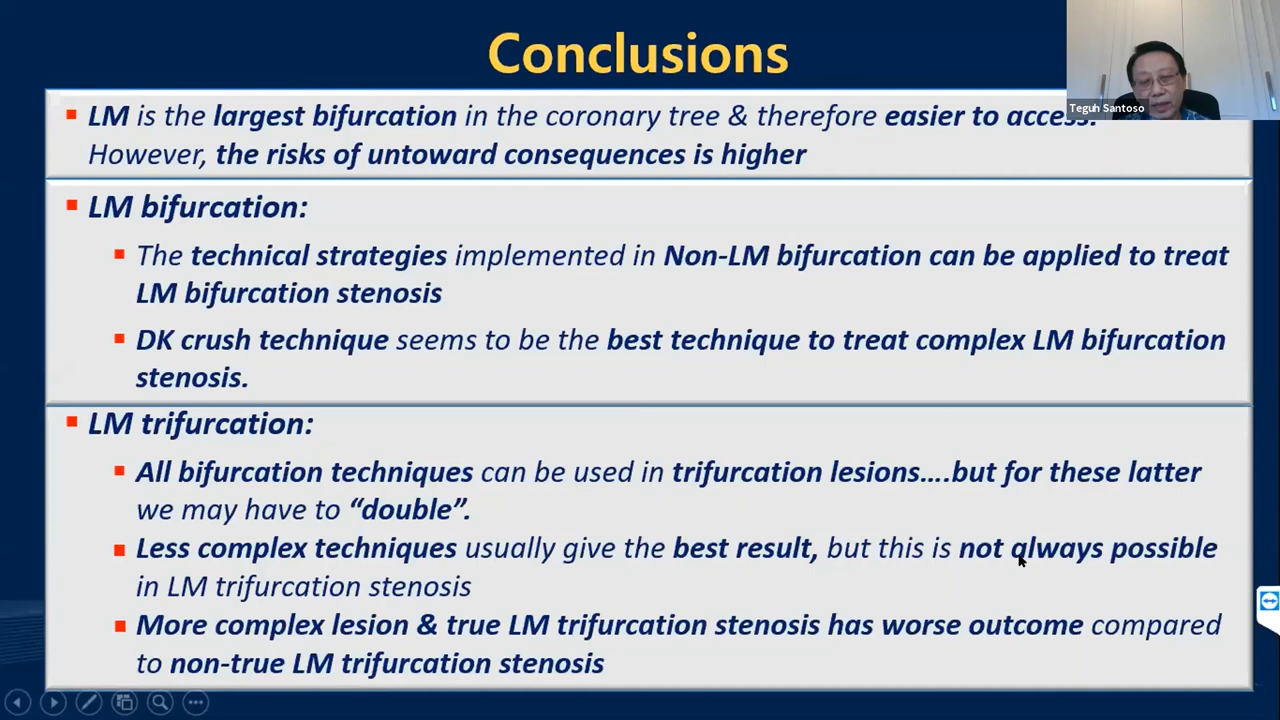 Conclusions
Teguh Santoso
LM is the largest bifurcation in the coronary tree & therefore easier to access.
However, the risks of untoward consequences is higher
LM bifurcation:
The technical strategies implemented in Non-LM bifurcation can be applied to treat
LM bifurcation stenosis
DK crush technique seems to be the best technique to treat complex LM bifurcation
stenosis.
LM trifurcation:
All bifurcation techniques can be used in trifurcation lesions....but for these latter
we may have to “double”.
Less complex techniques usually give the best result, but this is not always possible
in LM trifurcation stenosis
More complex lesion & true LM trifurcation stenosis has worse outcome compared
to non-true LM trifurcation stenosis